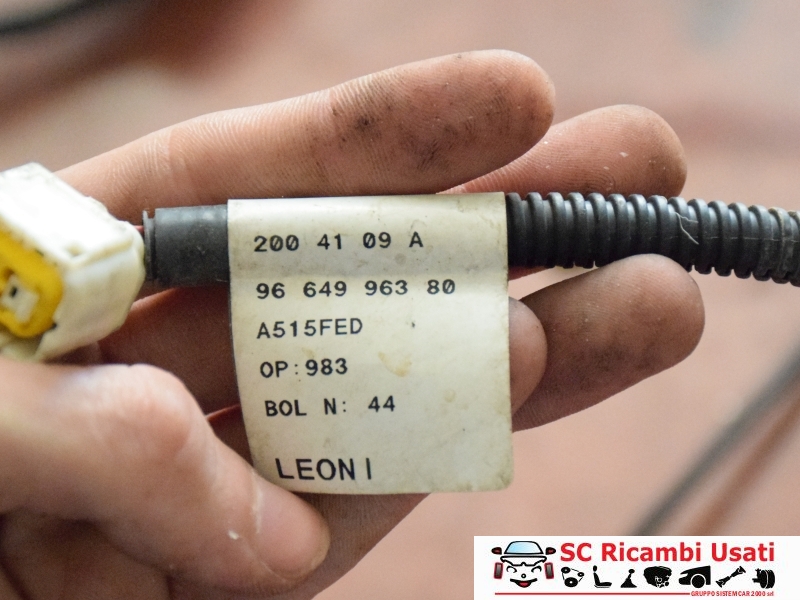 200 41 09 A
96 649 963 80
A515FED
OP:983
BOL N: 44
LEONI
SC Ricambi Usati
GRUPPO SISTEMCAR 2000 srl